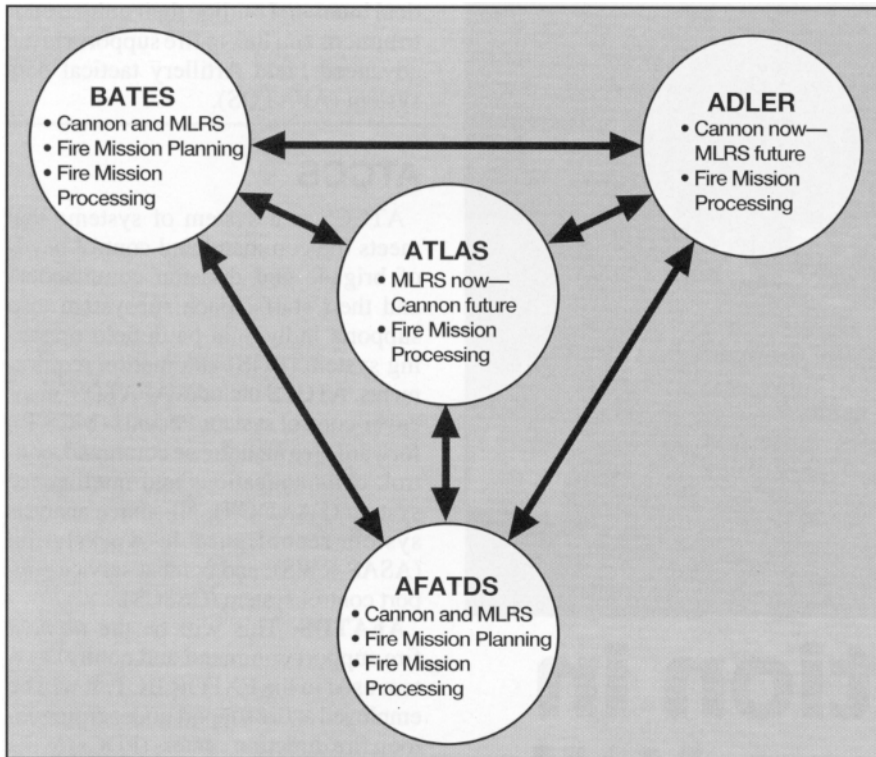 BATES
• Cannon and MLRS
• Fire Mission Planning
• Fire Mission
Processing
ADLER
• Cannon now—
MLRS future
• Fire Mission
Processing
ATLAS
• MLRS now—
Cannon future
• Fire Mission
Processing
AFATDS
• Cannon and MLRS
• Fire Mission Planning
• Fire Mission
Processing